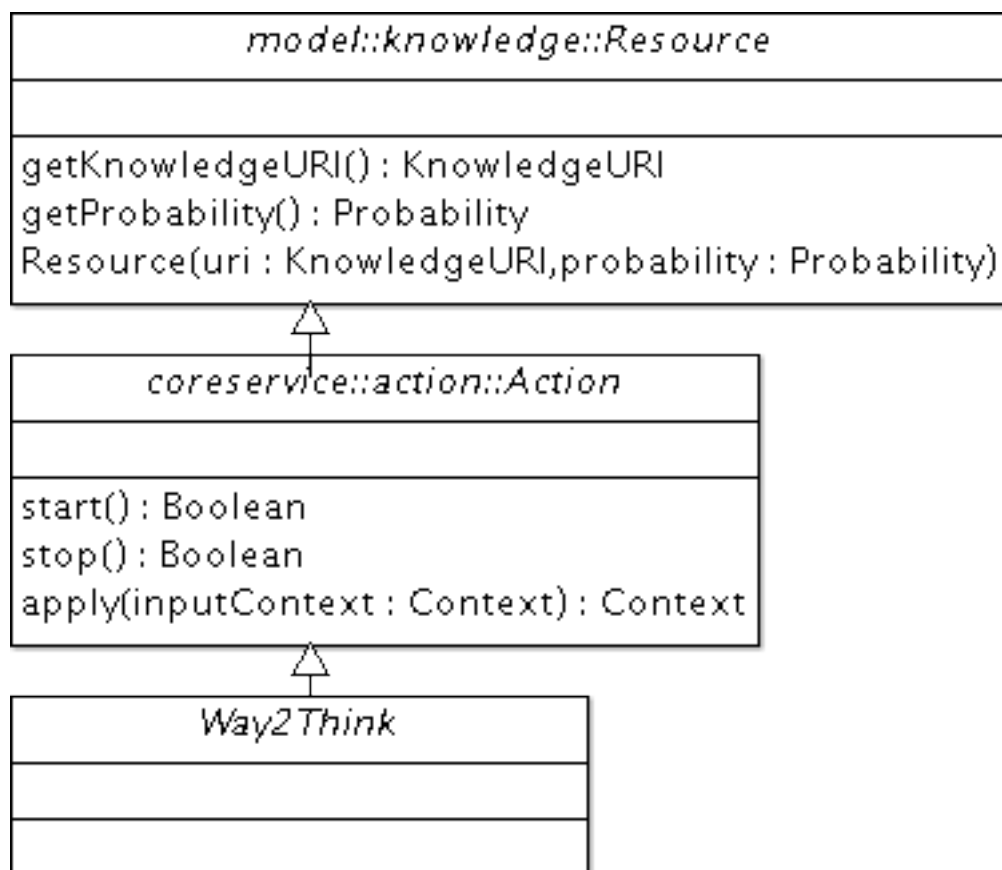 model::knowledge::Resource
getKnowledgeURI() : KnowledgeURI
getProbability() : Probability
Resource(uri : KnowledgeURI,probability : Probability)
coreservice::action::Action
start() : Boolean
stop() : Boolean
apply(inputContext : Context) : Context
Way2Think